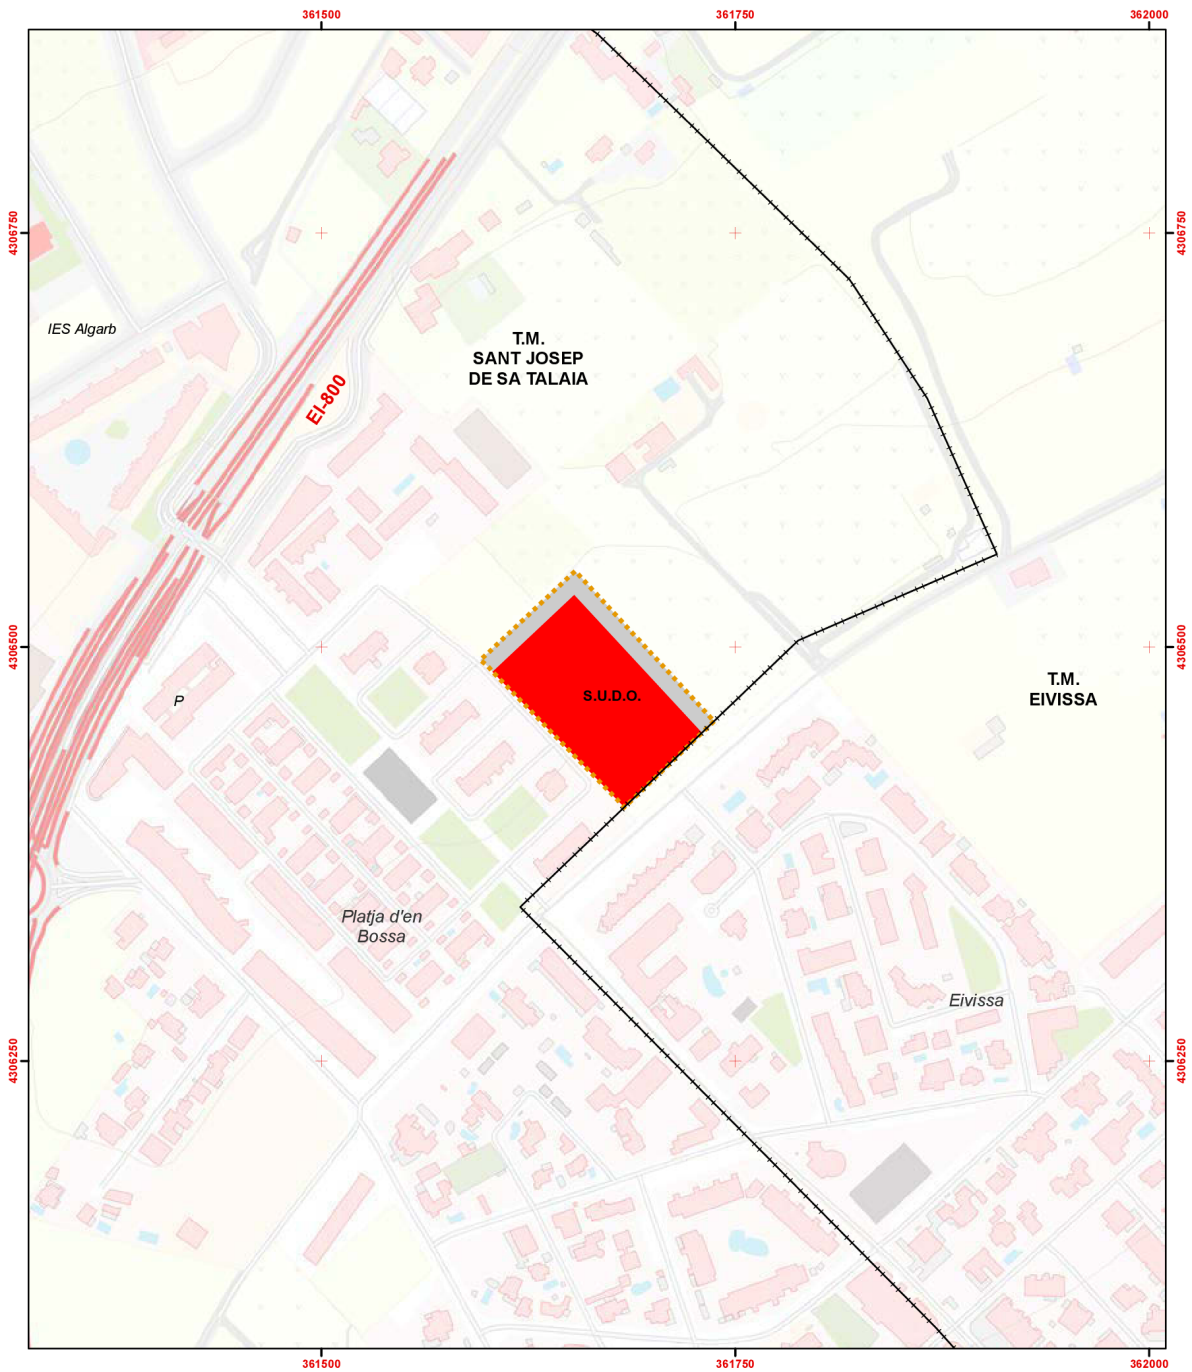 361500
361750
362000
4306750
4306750
IES Algarb
T.M.
SANT JOSEP
DE SA TALAIA
EI-800
4306500
4306500
S.U.D.O.
T.M.
EIVISSA
P
Platja d'en
Bossa
Eivissa
4306250
4306250
361500
361750
362000